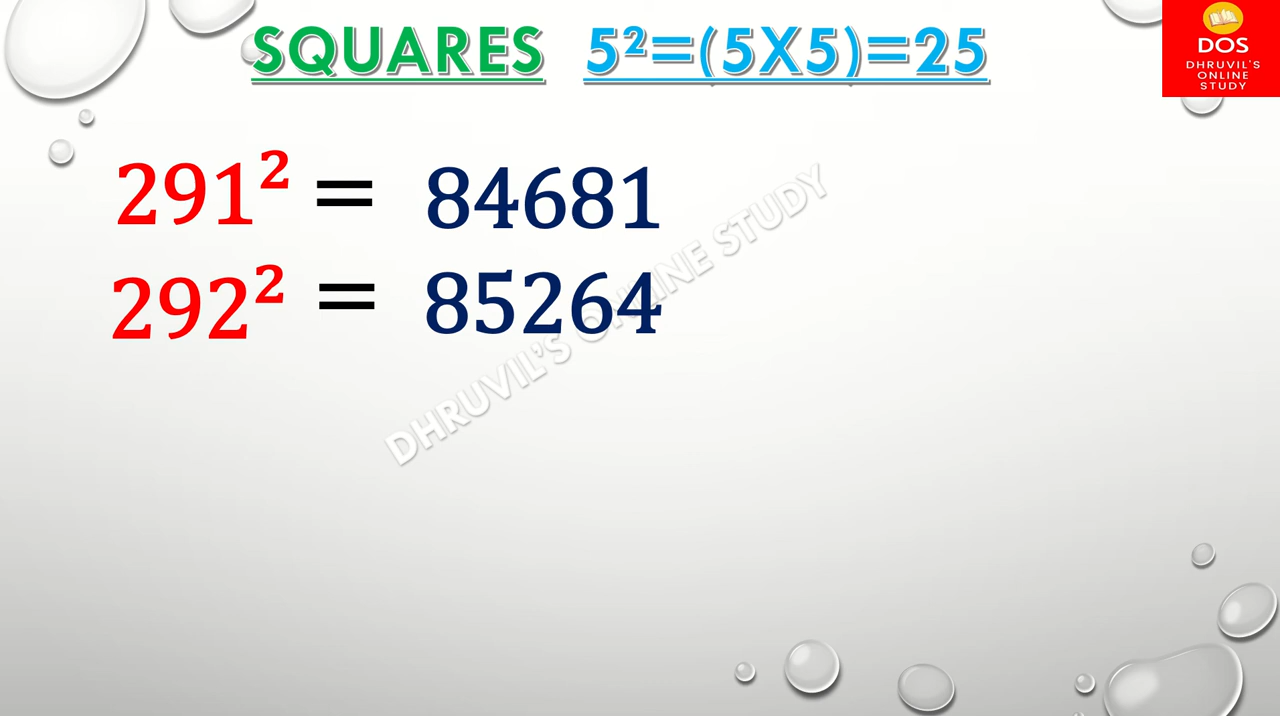 SQUARES 5²=(5X5)=25
DOS
DHRUVIL'S
ONLINE
STUDY
291² = 84681
292² = 85264
DHRUVIL'S ONLINE STUDY